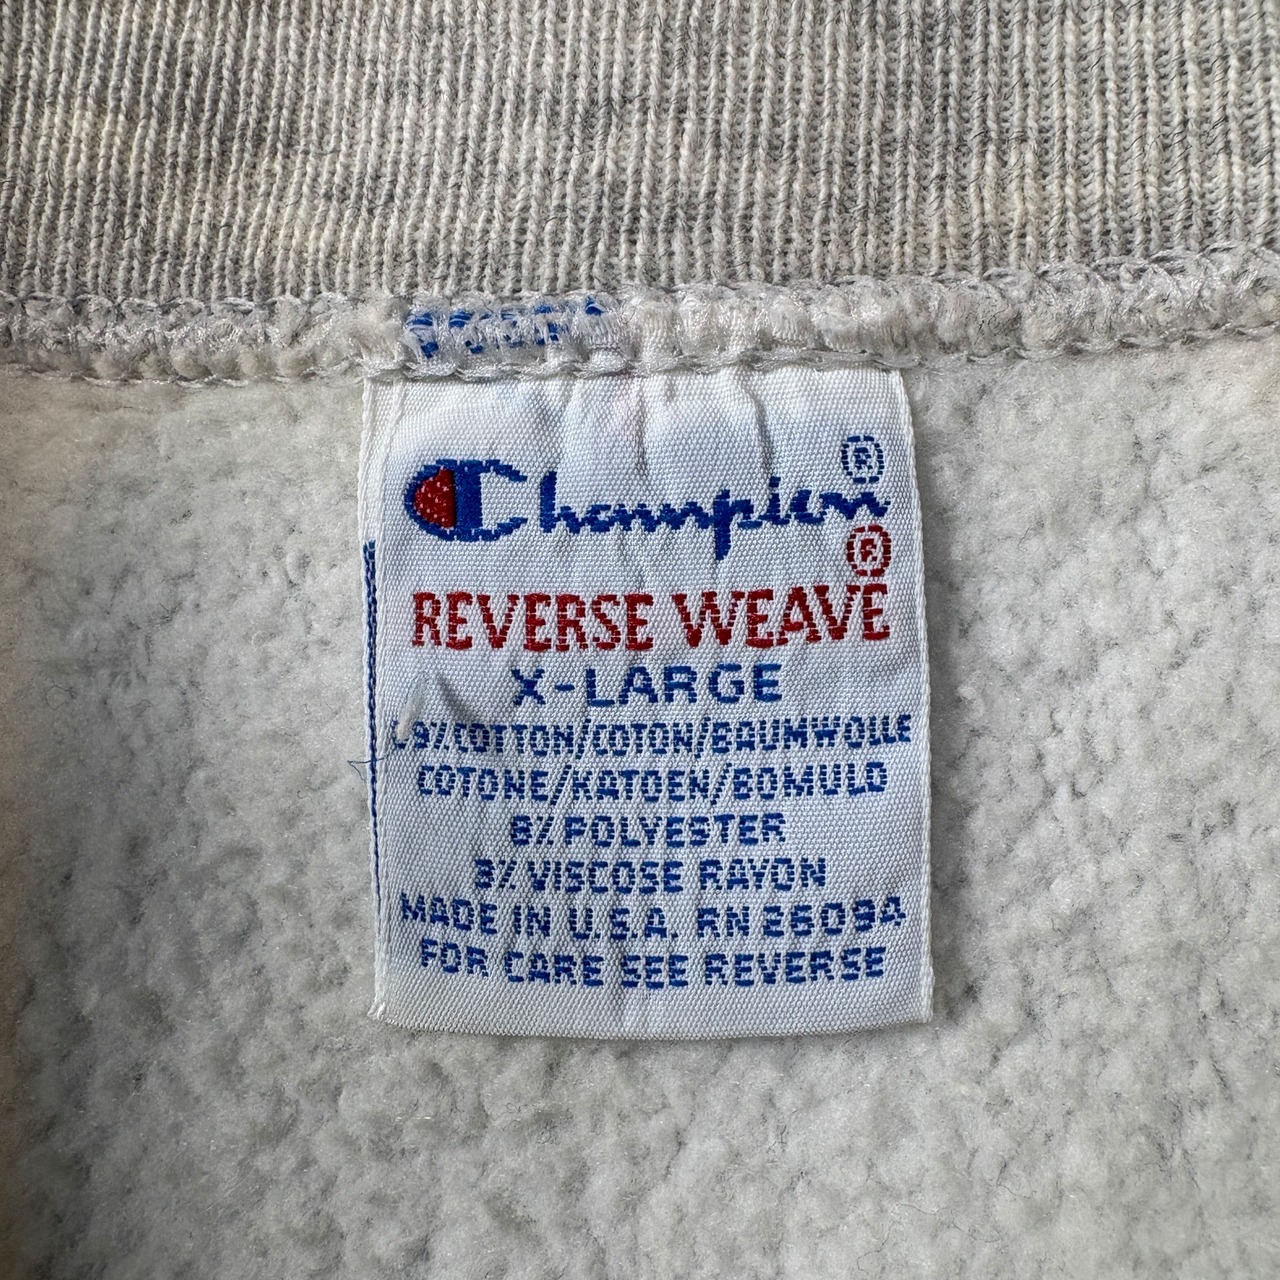 Champion®
®
REVERSE WEAVE
X-LARGE
89% COTTON/COTON/BAUMWOLLE
COTONE/KATOEN/BOMULD
8% POLYESTER
3% VISCOSE RAYON
MADE IN U.S.A. RN 26094
FOR CARE SEE REVERSE